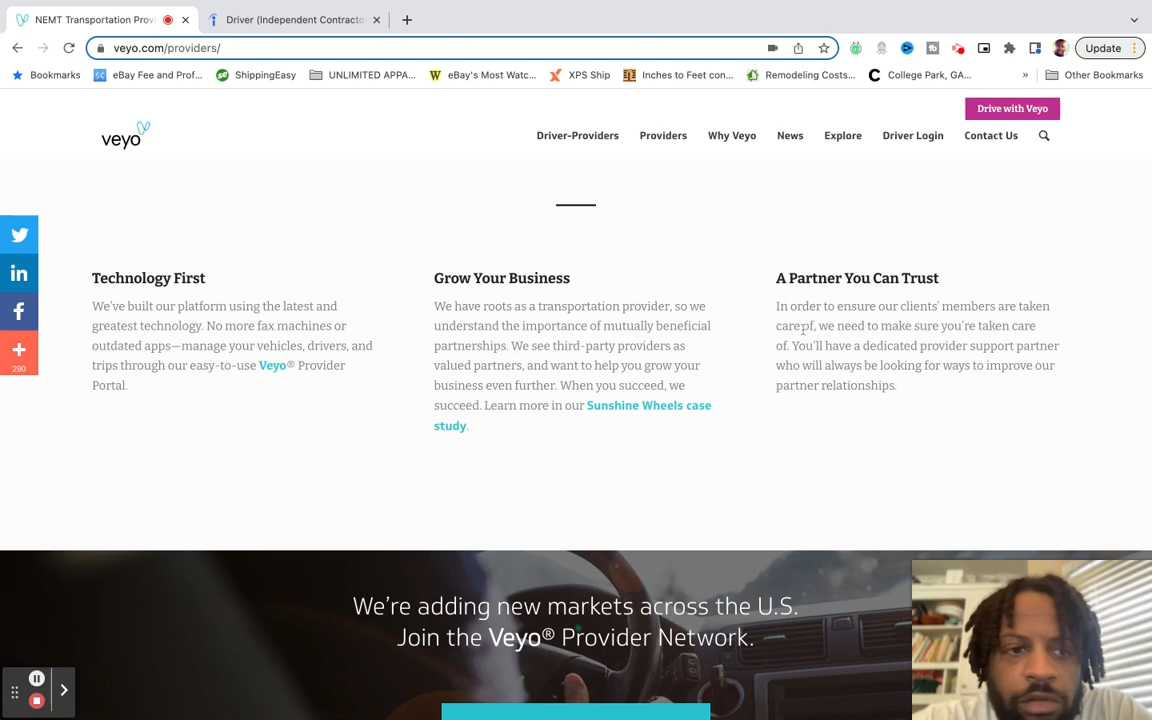 NEMT Transportation Prov
Driver (Independent Contracto
veyo.com/providers/
Update
Bookmarks
eBay Fee and Prof...
ShippingEasy
UNLIMITED APPA...
eBay's Most Watc...
XPS Ship
Inches to Feet con...
Remodeling Costs...
College Park, GA...
»
Other Bookmarks
Drive with Veyo
veyo
Driver-Providers
Providers
Why Veyo
News
Explore
Driver Login
Contact Us
290
Technology First
We've built our platform using the latest and
greatest technology. No more fax machines or
outdated apps—manage your vehicles, drivers, and
trips through our easy-to-use Veyo® Provider
Portal.
Grow Your Business
We have roots as a transportation provider, so we
understand the importance of mutually beneficial
partnerships. We see third-party providers as
valued partners, and want to help you grow your
business even further. When you succeed, we
succeed. Learn more in our Sunshine Wheels case
study.
A Partner You Can Trust
In order to ensure our clients' members are taken
care of, we need to make sure you're taken care
of. You'll have a dedicated provider support partner
who will always be looking for ways to improve our
partner relationships.
We're adding new markets across the U.S.
Join the Veyo® Provider Network.